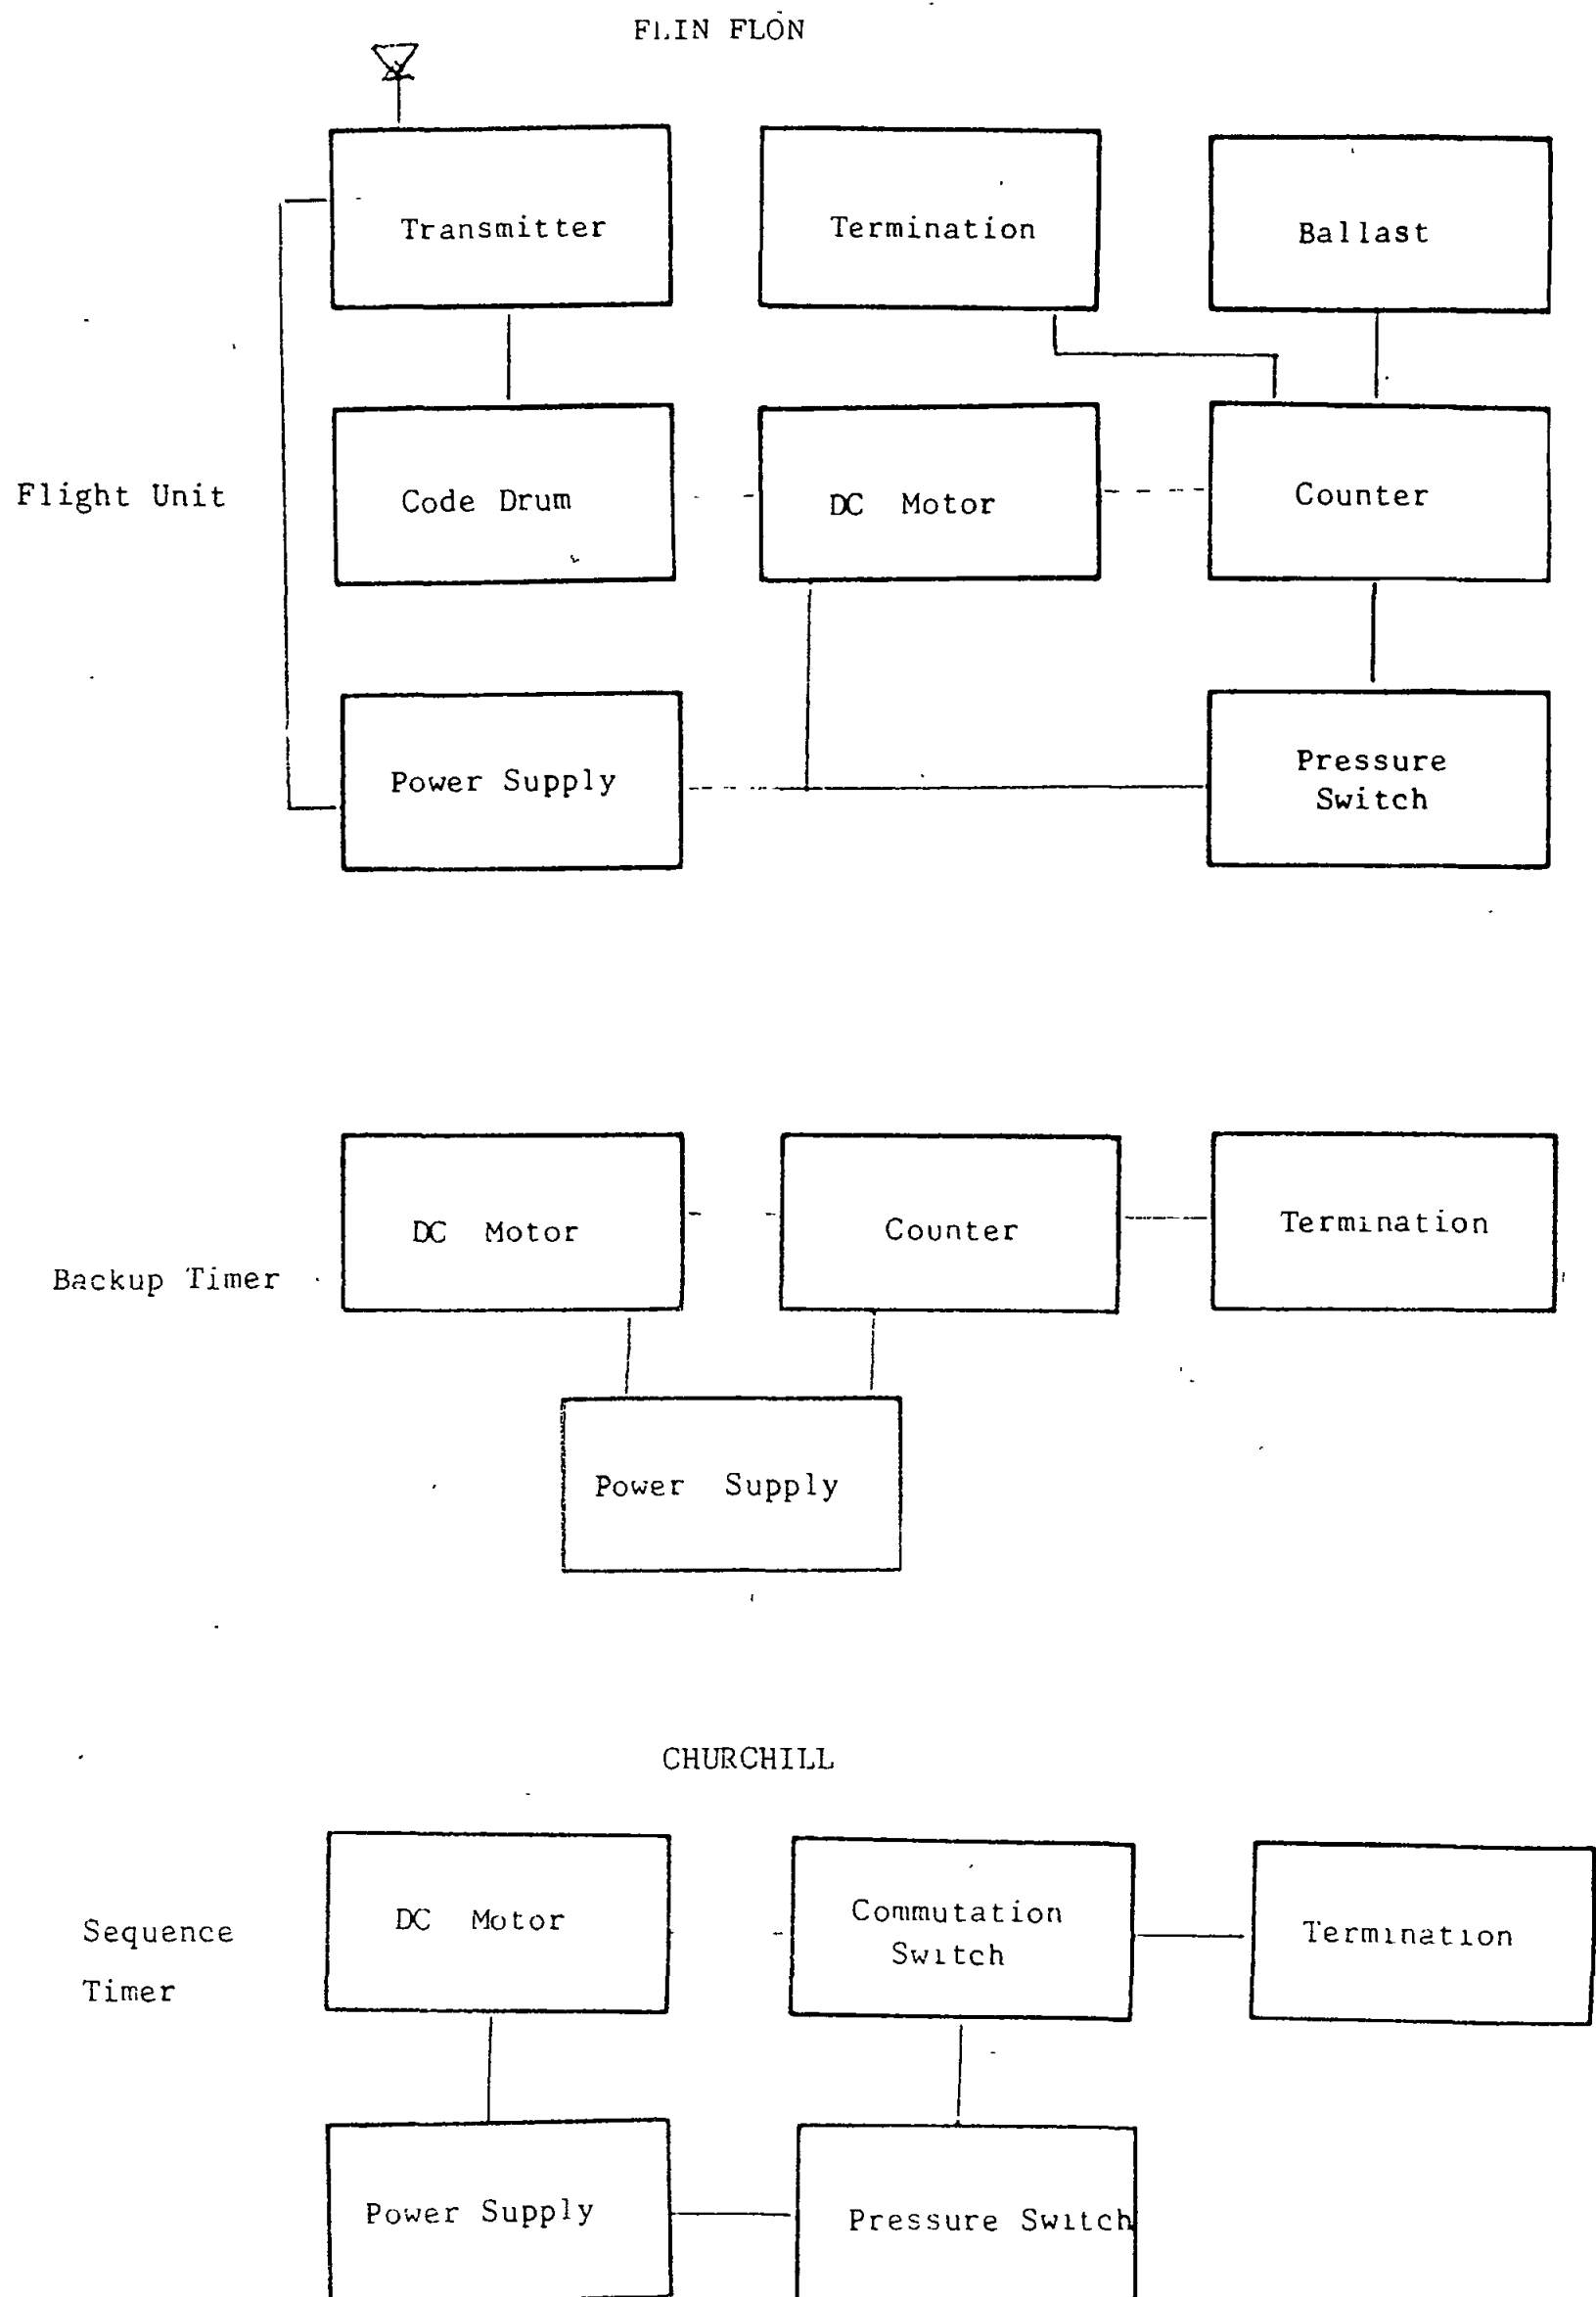 FLIN FLON
Transmitter
Termination
Ballast
Flight Unit
Code Drum
DC Motor
Counter
Power Supply
Pressure
Switch
DC Motor
Counter
Termination
Backup Timer
Power Supply
CHURCHILL
DC Motor
Commutation
Switch
Termination
Sequence
Timer
Power Supply
Pressure Switch